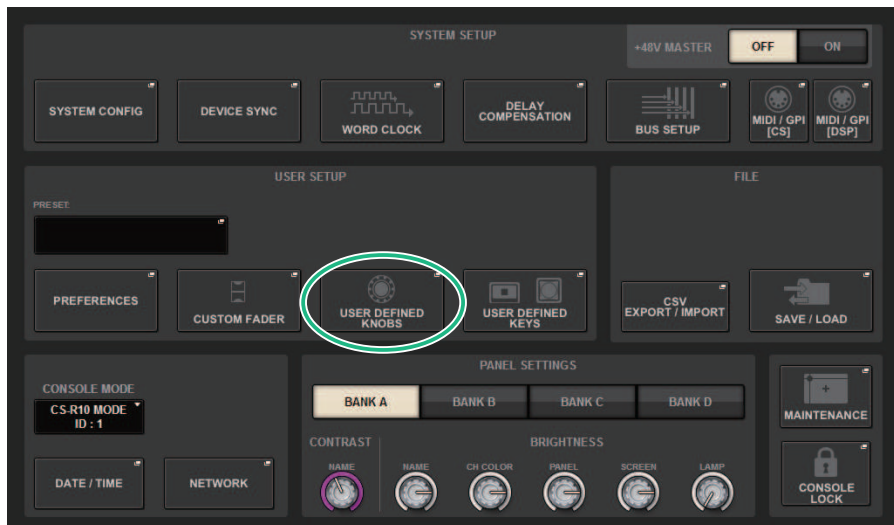 SYSTEM SETUP
+48V MASTER
OFF
ON
SYSTEM CONFIG
DEVICE SYNC
WORD CLOCK
DELAY
COMPENSATION
BUS SETUP
MIDI / GPI
[CS]
MIDI / GPI
[DSP]
USER SETUP
PRESET:
PREFERENCES
CUSTOM FADER
USER DEFINED
KNOBS
USER DEFINED
KEYS
FILE
CSV
EXPORT / IMPORT
SAVE / LOAD
CONSOLE MODE
CS-R10 MODE
ID : 1
DATE / TIME
NETWORK
PANEL SETTINGS
BANK A
BANK B
BANK C
BANK D
CONTRAST
BRIGHTNESS
NAME
NAME
CH COLOR
PANEL
SCREEN
LAMP
MAINTENANCE
CONSOLE
LOCK